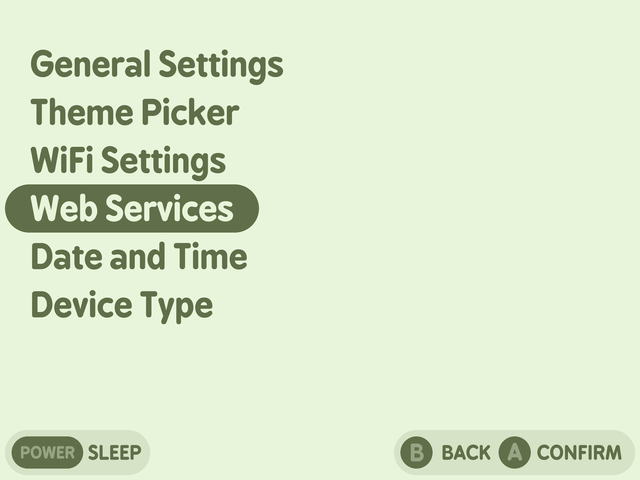 General Settings
Theme Picker
WiFi Settings
Web Services
Date and Time
Device Type
POWER SLEEP B BACK A CONFIRM